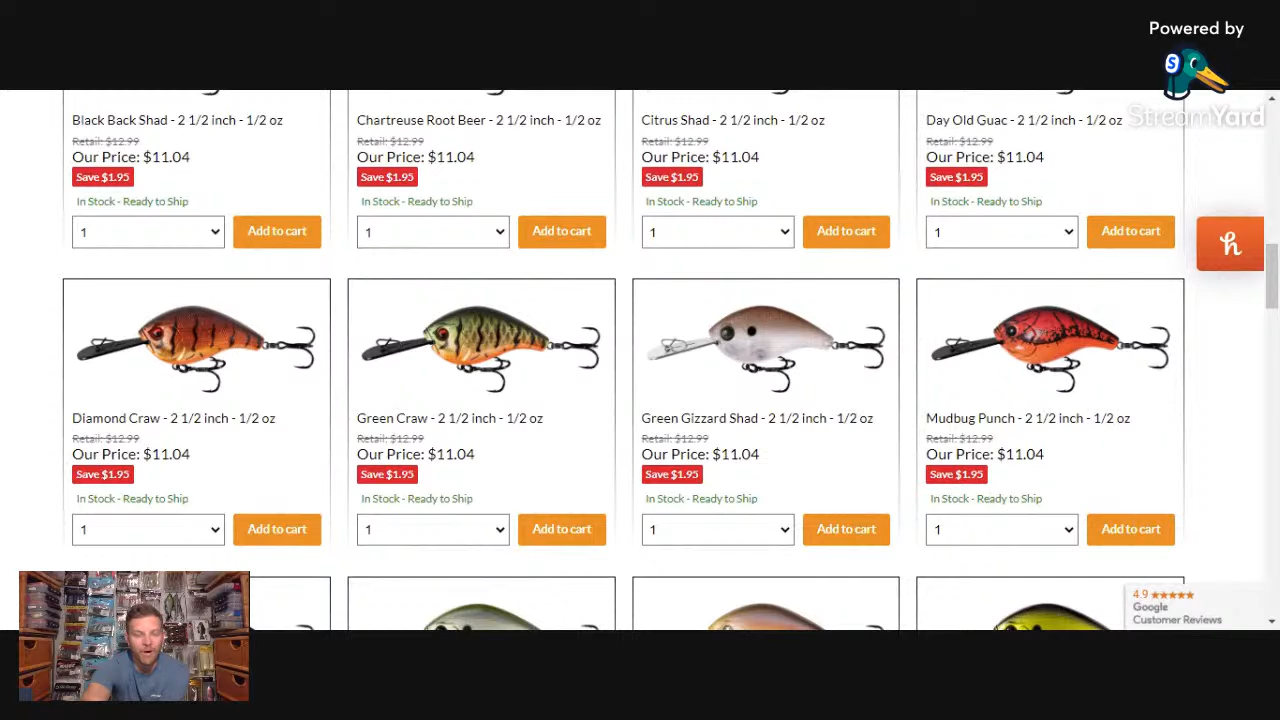 Powered by
S
StreamYard
Black Back Shad - 2 1/2 inch - 1/2 oz
Retail: $12.99
Our Price: $11.04
Save $1.95
In Stock - Ready to Ship
1
Add to cart
Chartreuse Root Beer - 2 1/2 inch - 1/2 oz
Retail: $12.99
Our Price: $11.04
Save $1.95
In Stock - Ready to Ship
1
Add to cart
Citrus Shad - 2 1/2 inch - 1/2 oz
Retail: $12.99
Our Price: $11.04
Save $1.95
In Stock - Ready to Ship
1
Add to cart
Day Old Guac - 2 1/2 inch - 1/2 oz
Retail: $12.99
Our Price: $11.04
Save $1.95
In Stock - Ready to Ship
1
Add to cart
h
Diamond Craw - 2 1/2 inch - 1/2 oz
Retail: $12.99
Our Price: $11.04
Save $1.95
In Stock - Ready to Ship
1
Add to cart
Green Craw - 2 1/2 inch - 1/2 oz
Retail: $12.99
Our Price: $11.04
Save $1.95
In Stock - Ready to Ship
1
Add to cart
Green Gizzard Shad - 2 1/2 inch - 1/2 oz
Retail: $12.99
Our Price: $11.04
Save $1.95
In Stock - Ready to Ship
1
Add to cart
Mudbug Punch - 2 1/2 inch - 1/2 oz
Retail: $12.99
Our Price: $11.04
Save $1.95
In Stock - Ready to Ship
1
Add to cart
4.9
Google
Customer Reviews